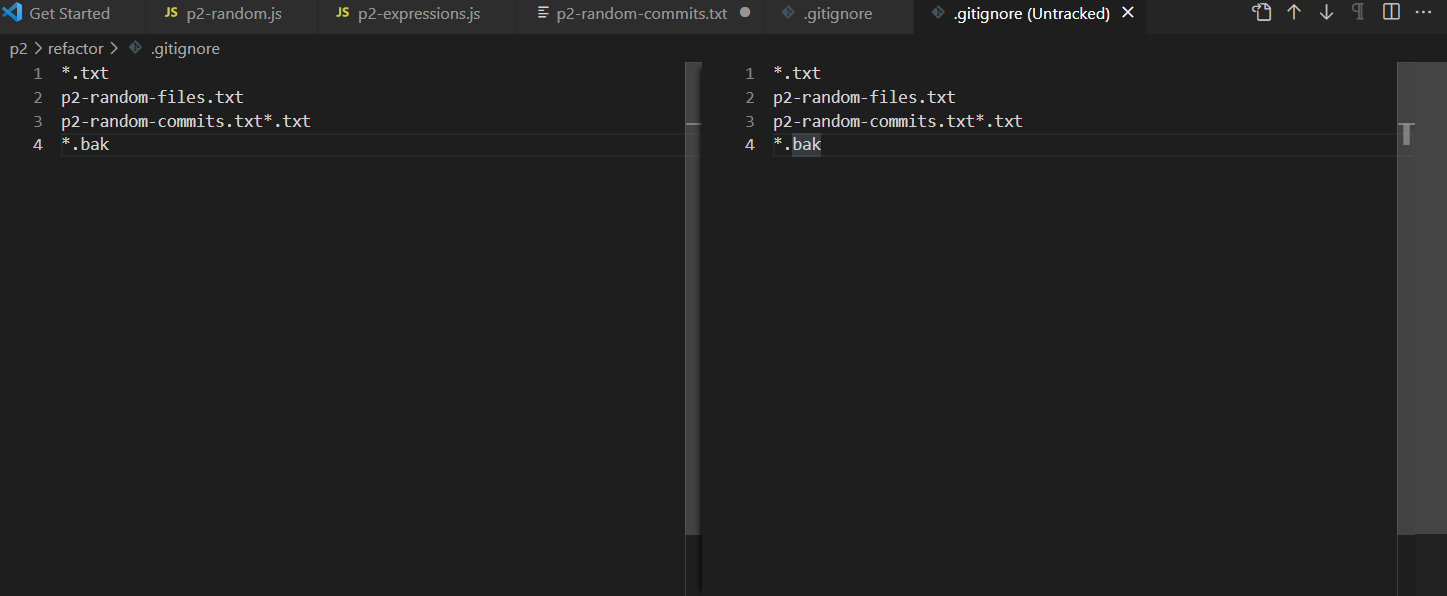 Get Started JS p2-random.js JS p2-expressions.js p2-random-commits.txt .gitignore .gitignore (Untracked)
p2 > refactor > .gitignore
1 *.txt
2 p2-random-files.txt
3 p2-random-commits.txt*.txt
4 *.bak
1 *.txt
2 p2-random-files.txt
3 p2-random-commits.txt*.txt
4 *.bak